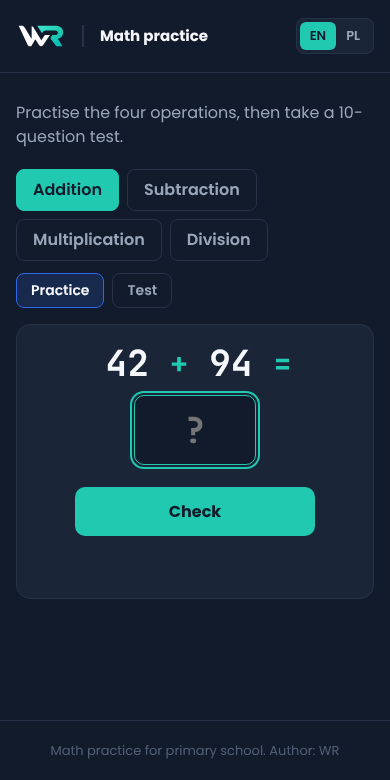 WR
Math practice
EN
PL
Practise the four operations, then take a 10-
question test.
Addition
Subtraction
Multiplication
Division
Practice
Test
42 + 94 =
?
Check
Math practice for primary school. Author: WR